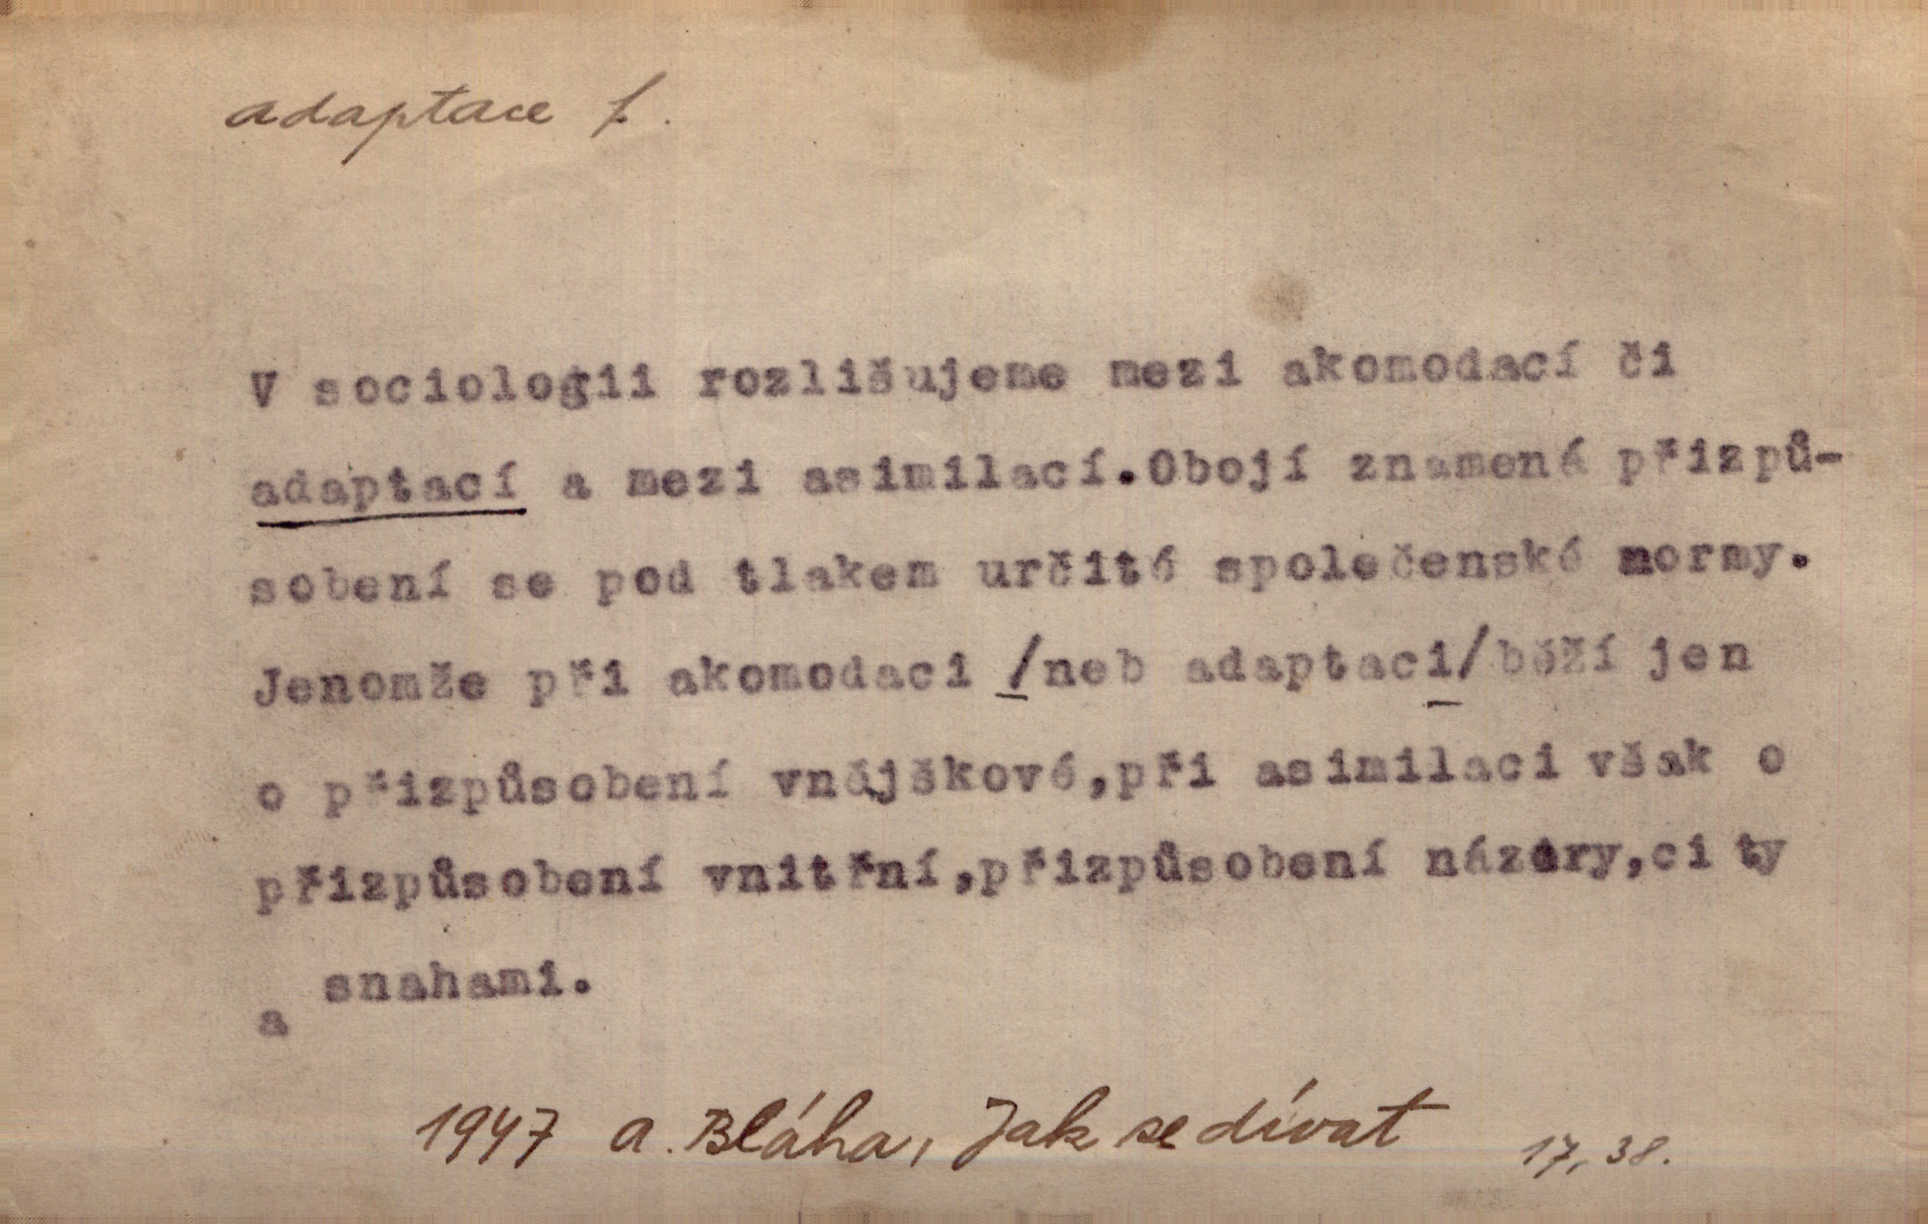 adaptace f.
V sociologii rozlišujeme mezi akomodací či
adaptací a mezi asimilací.Obojí znamená přizpů-
sobení se pod tlakem určité společenské normy.
Jenomže při akomodaci /neb adaptaci/běží jen
o přizpůsobení vnějškové,při asimilaci však o
přizpůsobení vnitřní,přizpůsobení názory,city
a snahami.
1947 a. Bláha, Jak se dívat 17, 38.